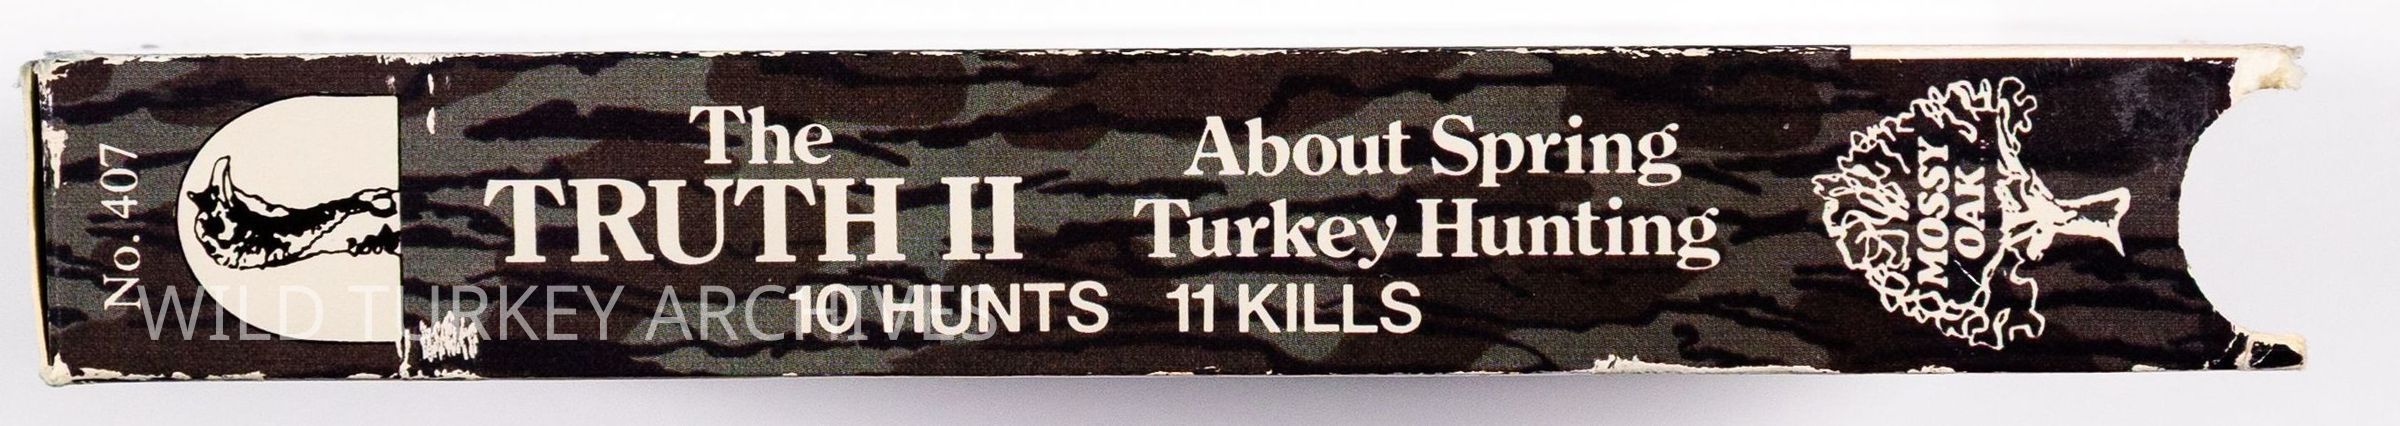 No. 407
The
TRUTH II
About Spring
Turkey Hunting
10 HUNTS 11 KILLS
MOSSY
OAK
WILD TURKEY ARCHIVES